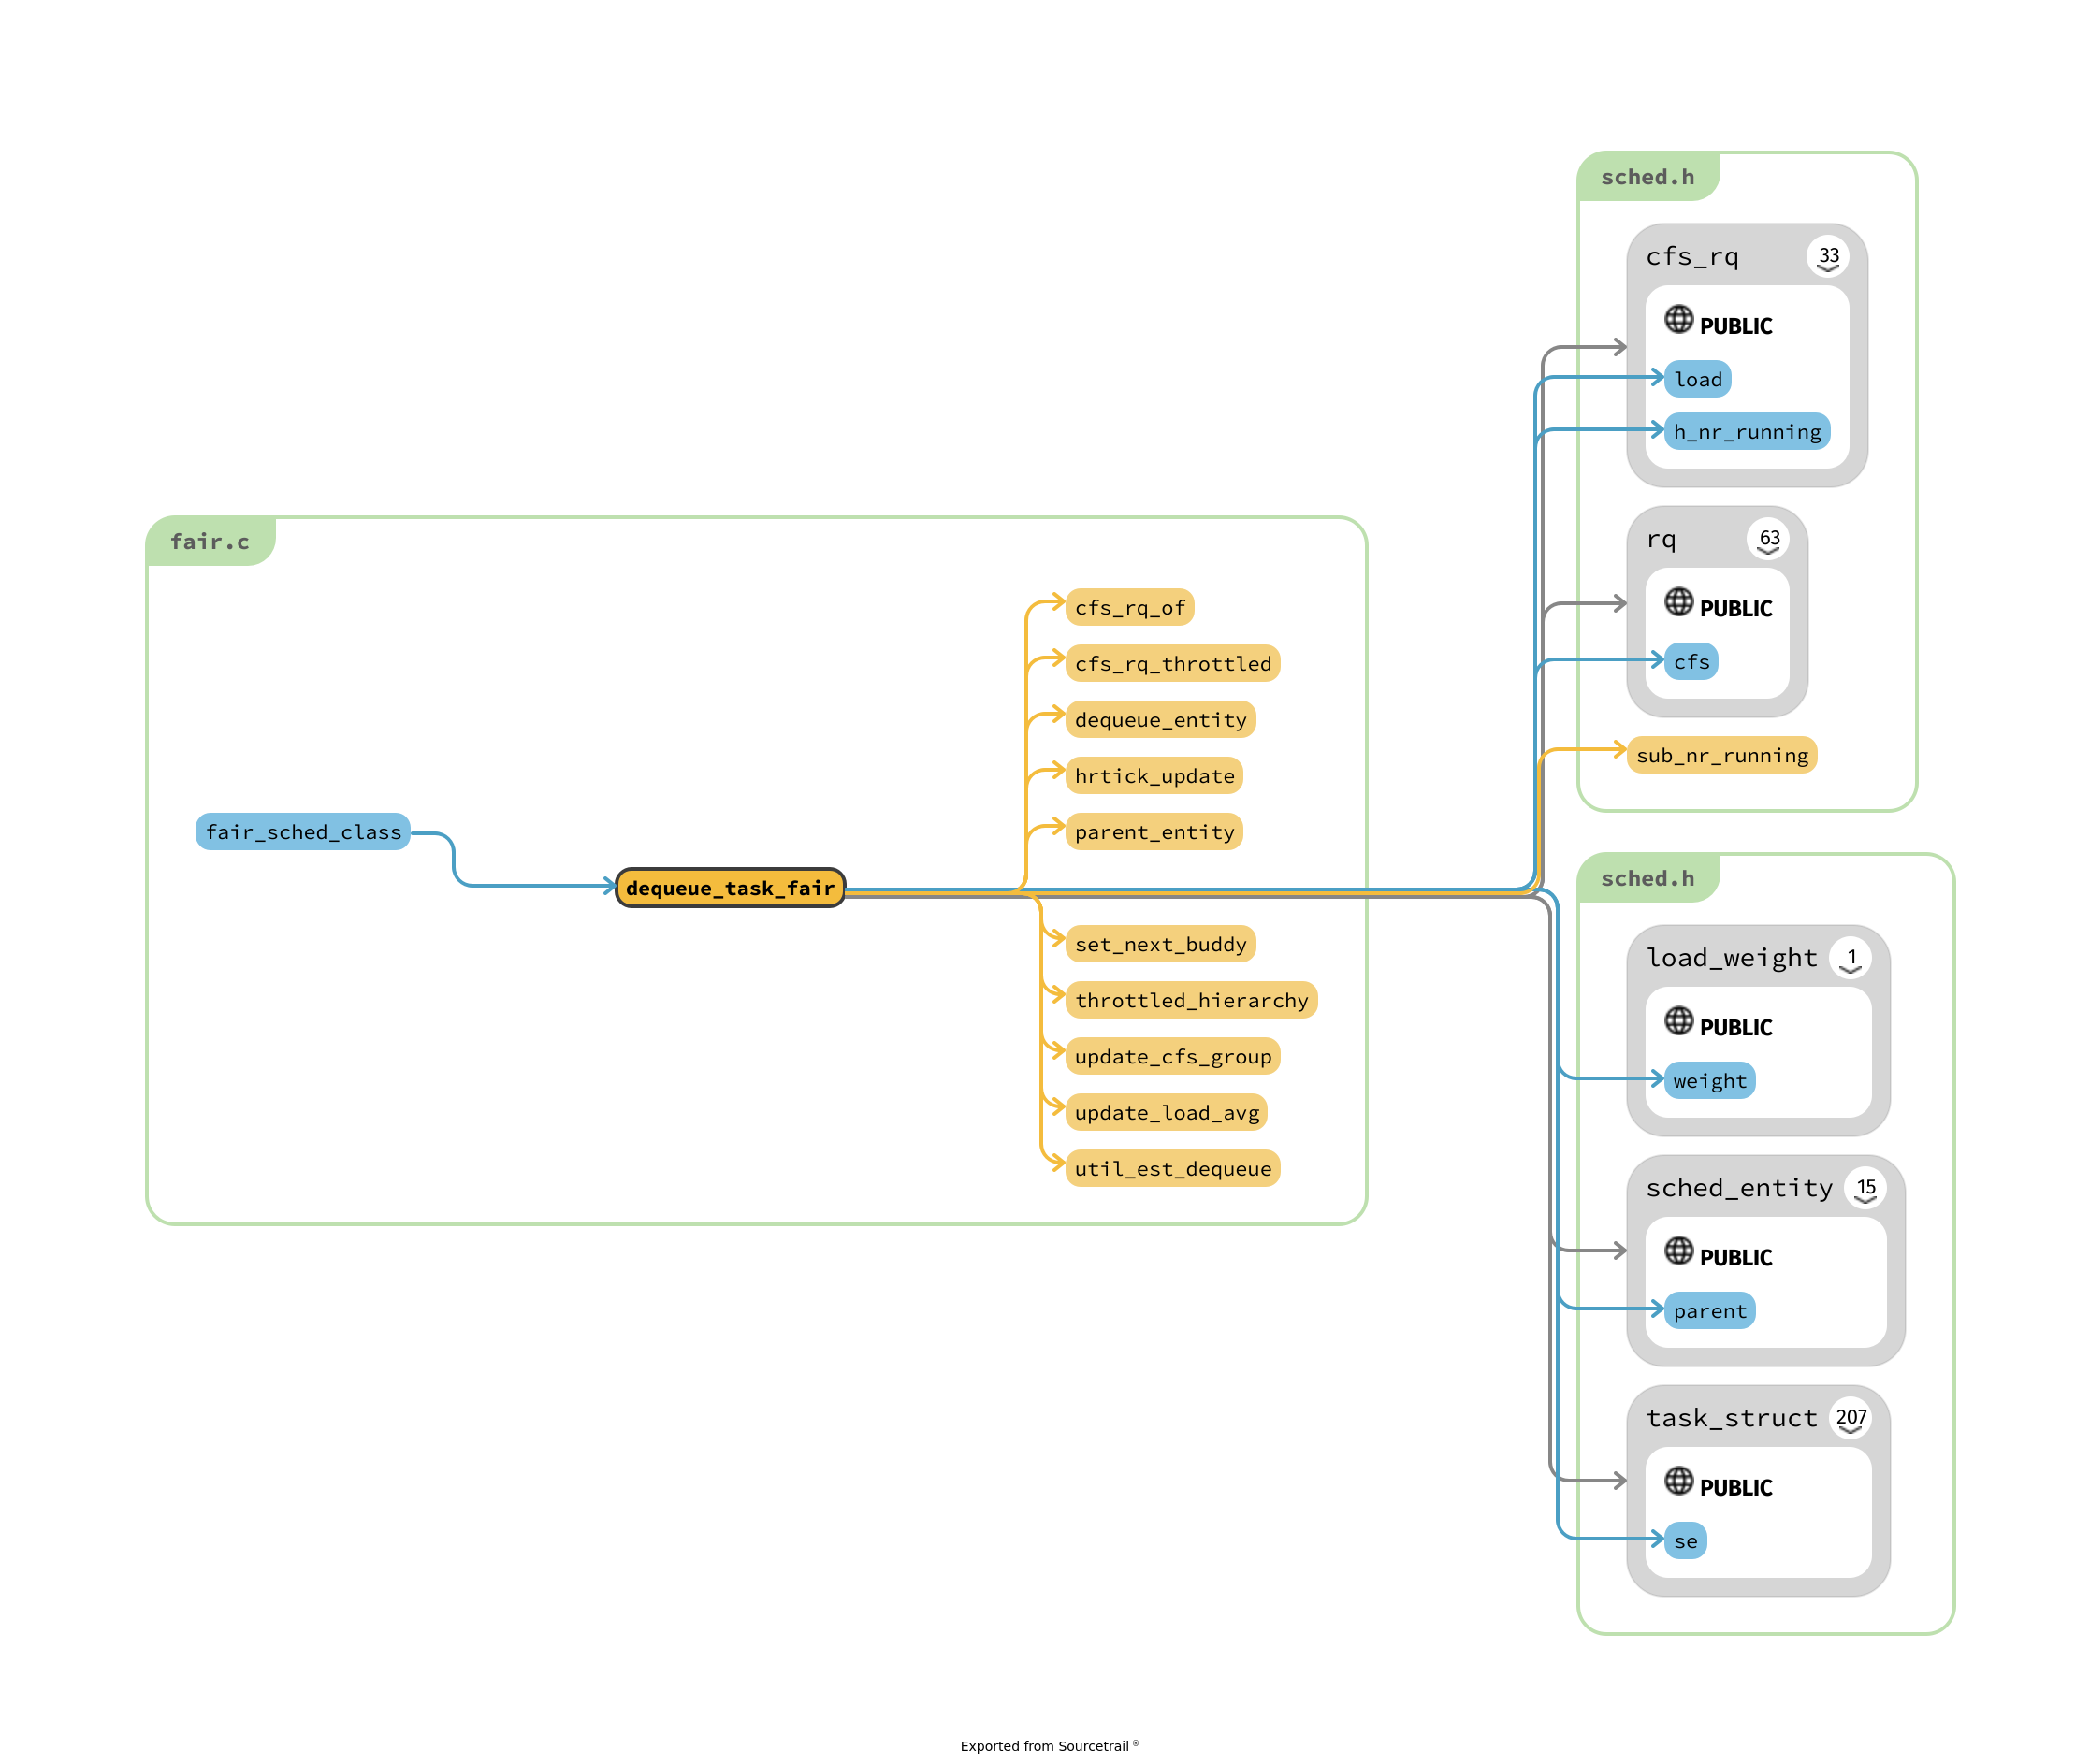 sched.h
cfs_rq
33
PUBLIC
load
h_nr_running
rq
63
PUBLIC
cfs
sub_nr_running
fair.c
cfs_rq_of
cfs_rq_throttled
dequeue_entity
hrtick_update
parent_entity
fair_sched_class
dequeue_task_fair
set_next_buddy
throttled_hierarchy
update_cfs_group
update_load_avg
util_est_dequeue
sched.h
load_weight
1
PUBLIC
weight
sched_entity
15
PUBLIC
parent
task_struct
207
PUBLIC
se
Exported from Sourcetrail ®